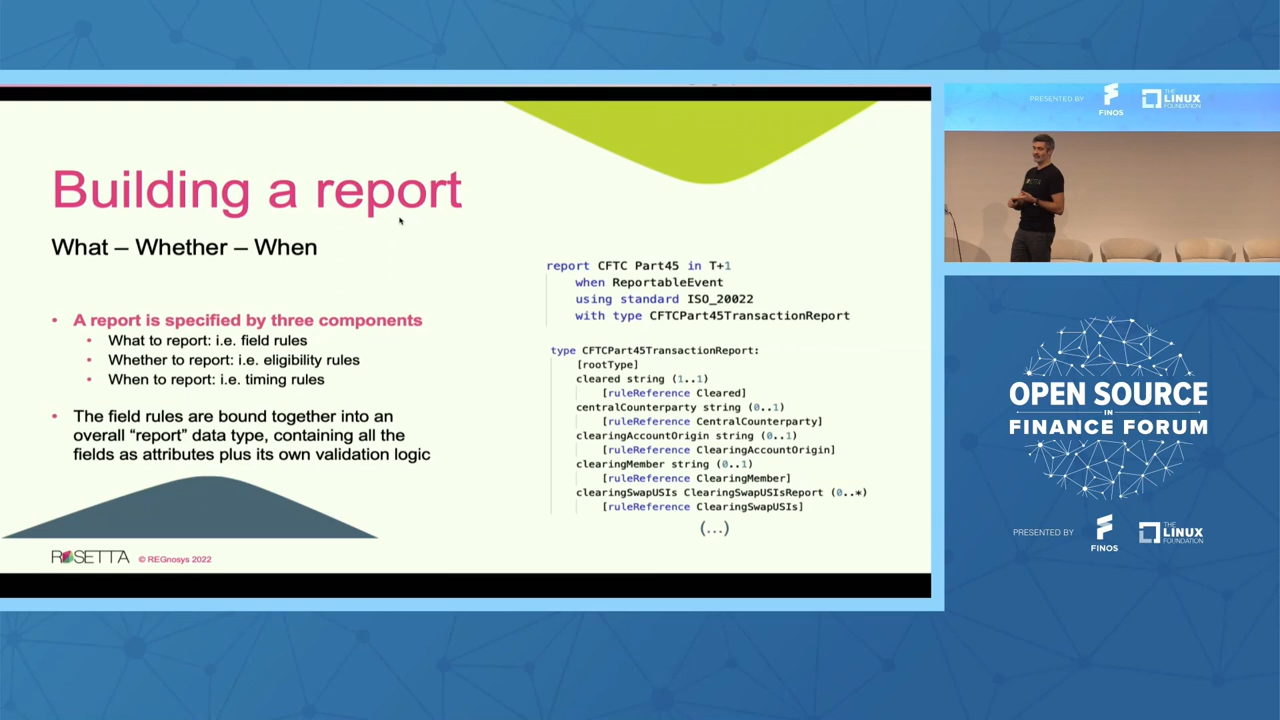 Building a report
What – Whether – When
• A report is specified by three components
• What to report: i.e. field rules
• Whether to report: i.e. eligibility rules
• When to report: i.e. timing rules
• The field rules are bound together into an
overall “report” data type, containing all the
fields as attributes plus its own validation logic
report CFTC Part45 in T+1
when ReportableEvent
using standard ISO_20022
with type CFTCPart45TransactionReport
type CFTCPart45TransactionReport:
[rootType]
cleared string (1..1)
[ruleReference Cleared]
centralCounterparty string (0..1)
[ruleReference CentralCounterparty]
clearingAccountOrigin string (0..1)
[ruleReference ClearingAccountOrigin]
clearingMember string (0..1)
[ruleReference ClearingMember]
clearingSwapUSIs ClearingSwapUSIsReport (0..*)
[ruleReference ClearingSwapUSIs]
(...)
ROSETTA © REGnosys 2022
PRESENTED BY
FINOS
THE
LINUX
FOUNDATION
OPEN SOURCE
IN
FINANCE FORUM
PRESENTED BY
FINOS
THE
LINUX
FOUNDATION